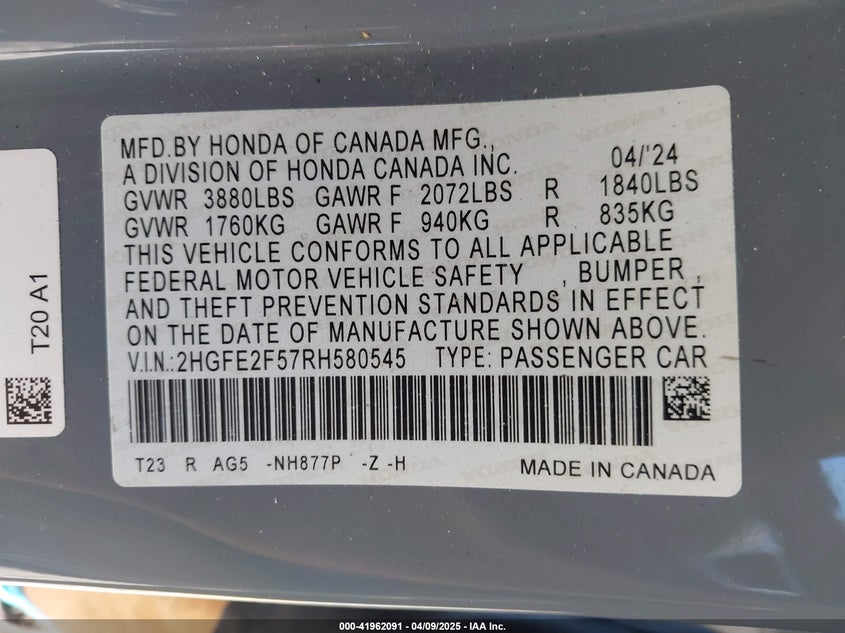 MFD.BY HONDA OF CANADA MFG.,
A DIVISION OF HONDA CANADA INC. 04/'24
GVWR 3880LBS GAWR F 2072LBS R 1840LBS
GVWR 1760KG GAWR F 940KG R 835KG
THIS VEHICLE CONFORMS TO ALL APPLICABLE
FEDERAL MOTOR VEHICLE SAFETY , BUMPER ,
AND THEFT PREVENTION STANDARDS IN EFFECT
ON THE DATE OF MANUFACTURE SHOWN ABOVE.
V.I.N.:2HGFE2F57RH580545 TYPE: PASSENGER CAR
T23 R AG5 -NH877P -Z -H MADE IN CANADA
T20 A1
000-41962091 - 04/09/2025 - IAA Inc.